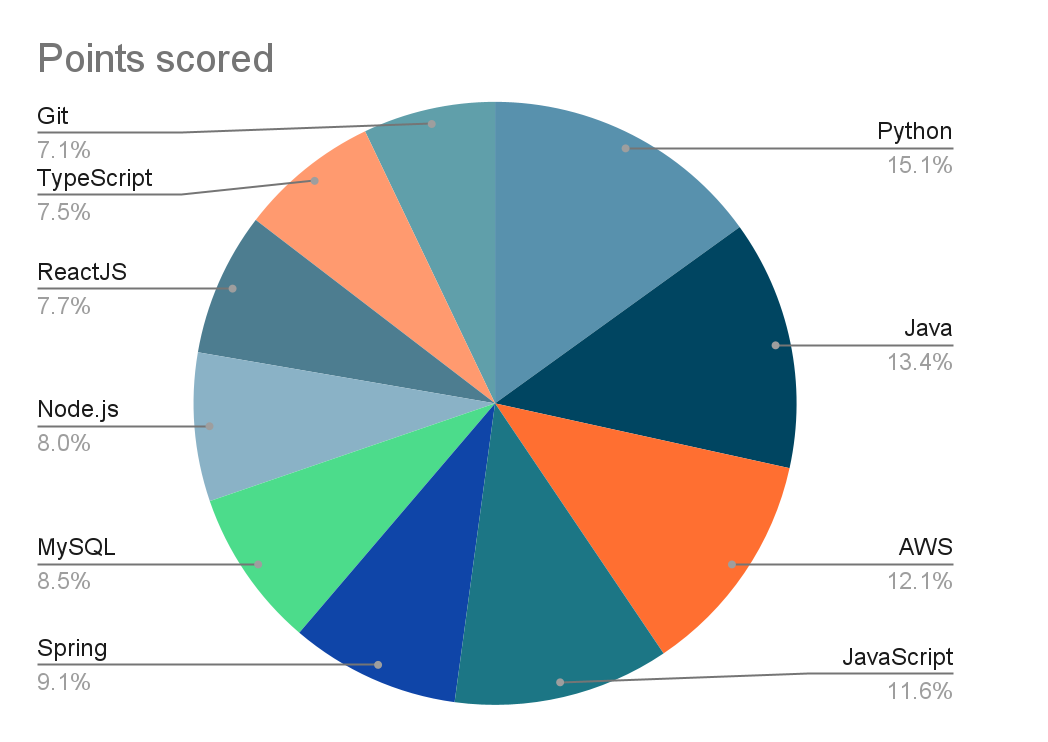 Points scored
Git
7.1%
TypeScript
7.5%
ReactJS
7.7%
Node.js
8.0%
MySQL
8.5%
Spring
9.1%
Python
15.1%
Java
13.4%
AWS
12.1%
JavaScript
11.6%